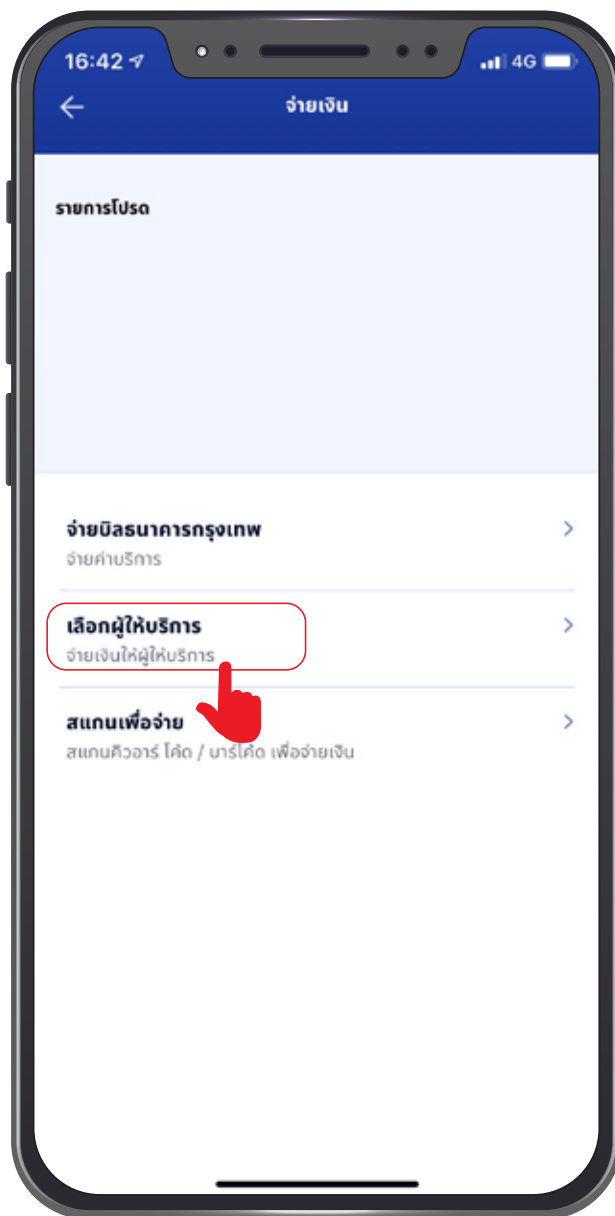 16:42
4G
จ่ายเงิน
รายการโปรด
จ่ายบิลธนาคารกรุงเทพ
จ่ายค่าบริการ
เลือกผู้ให้บริการ
จ่ายเงินให้ผู้ให้บริการ
สแกนเพื่อจ่าย
สแกนคิวอาร์ โค้ด / บาร์โค้ด เพื่อจ่ายเงิน